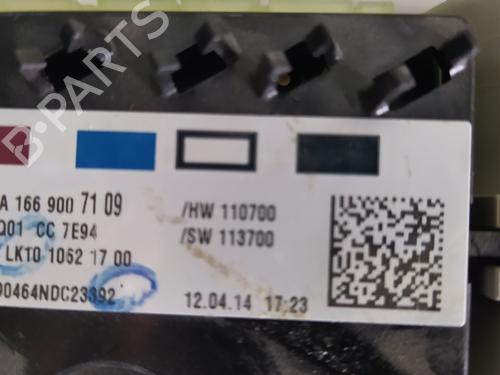 A 166 900 71 09
/HW 110700
Q01 CC 7E94
/SW 113700
LKT0 1062 17 00
90464NDC23392
12.04.14 17:23
B-PARTS